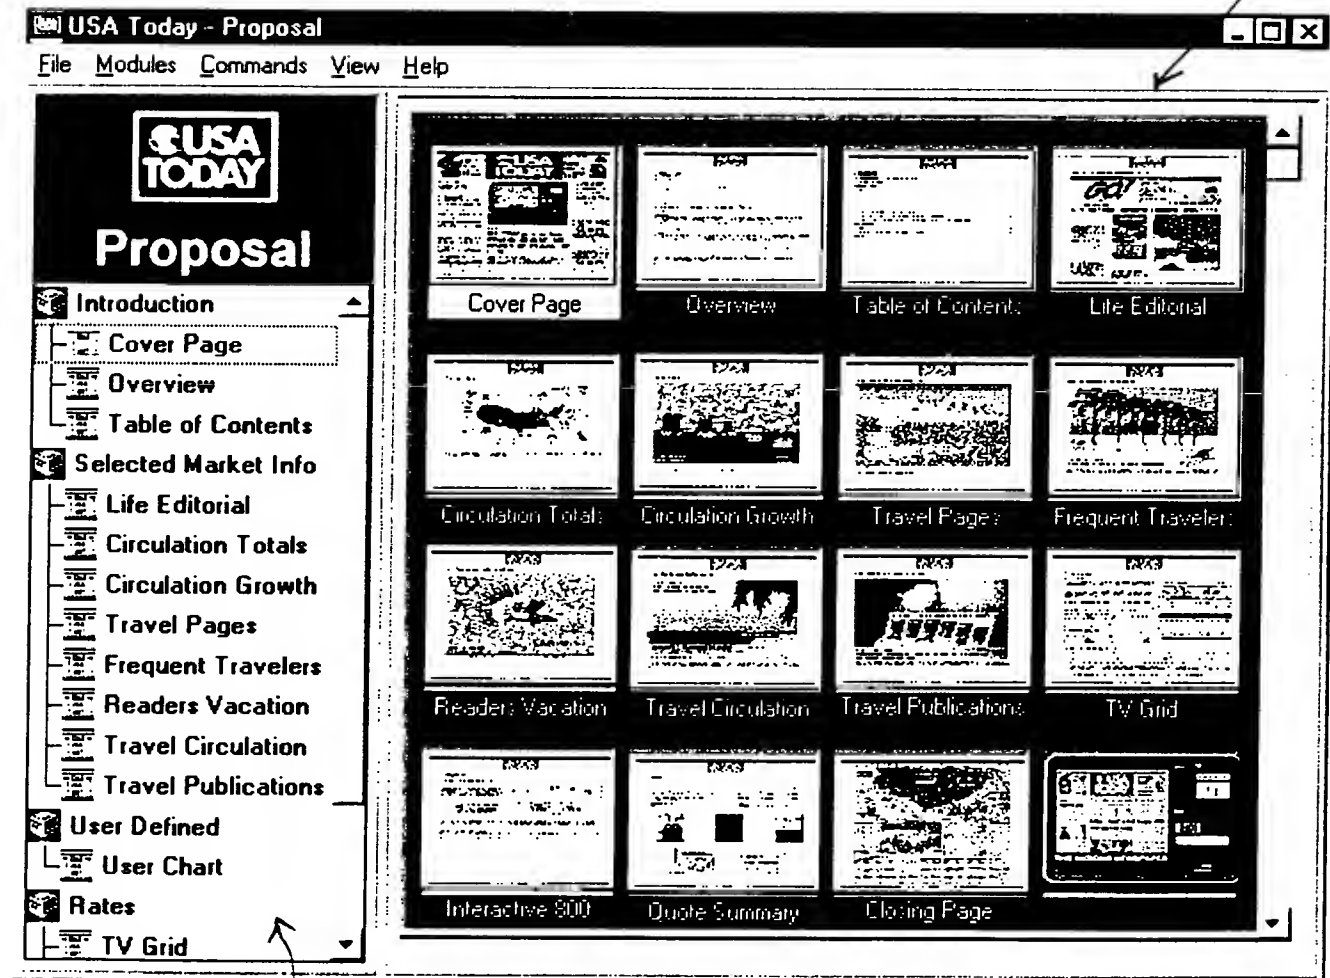 USA Today - Proposal
File Modules Commands View Help
USA
TODAY
Proposal
Introduction
Cover Page
Overview
Table of Contents
Selected Market Info
Life Editorial
Circulation Totals
Circulation Growth
Travel Pages
Frequent Travelers
Readers Vacation
Travel Circulation
Travel Publications
User Defined
User Chart
Rates
TV Grid
USA
TODAY
GO!
Cover Page Overview Table of Contents Life Editorial
Circulation Totals Circulation Growth Travel Pages Frequent Travelers
Readers Vacation Travel Circulation Travel Publications TV Grid
Interactive 800 Quote Summary Closing Page